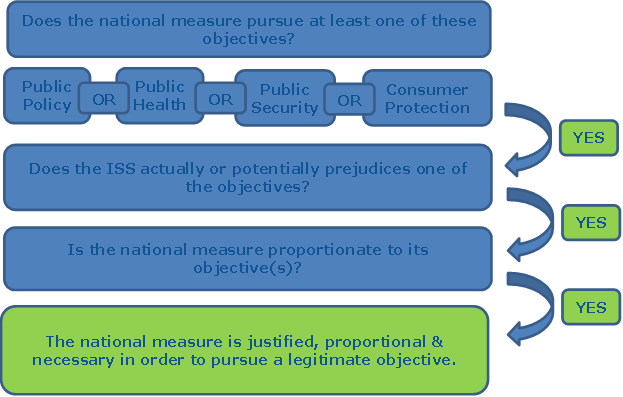 Does the national measure pursue at least one of these
objectives?
Public
Policy
OR
Public
Health
OR
Public
Security
OR
Consumer
Protection
YES
Does the ISS actually or potentially prejudices one of
the objectives?
YES
Is the national measure proportionate to its
objective(s)?
YES
The national measure is justified, proportional &
necessary in order to pursue a legitimate objective.